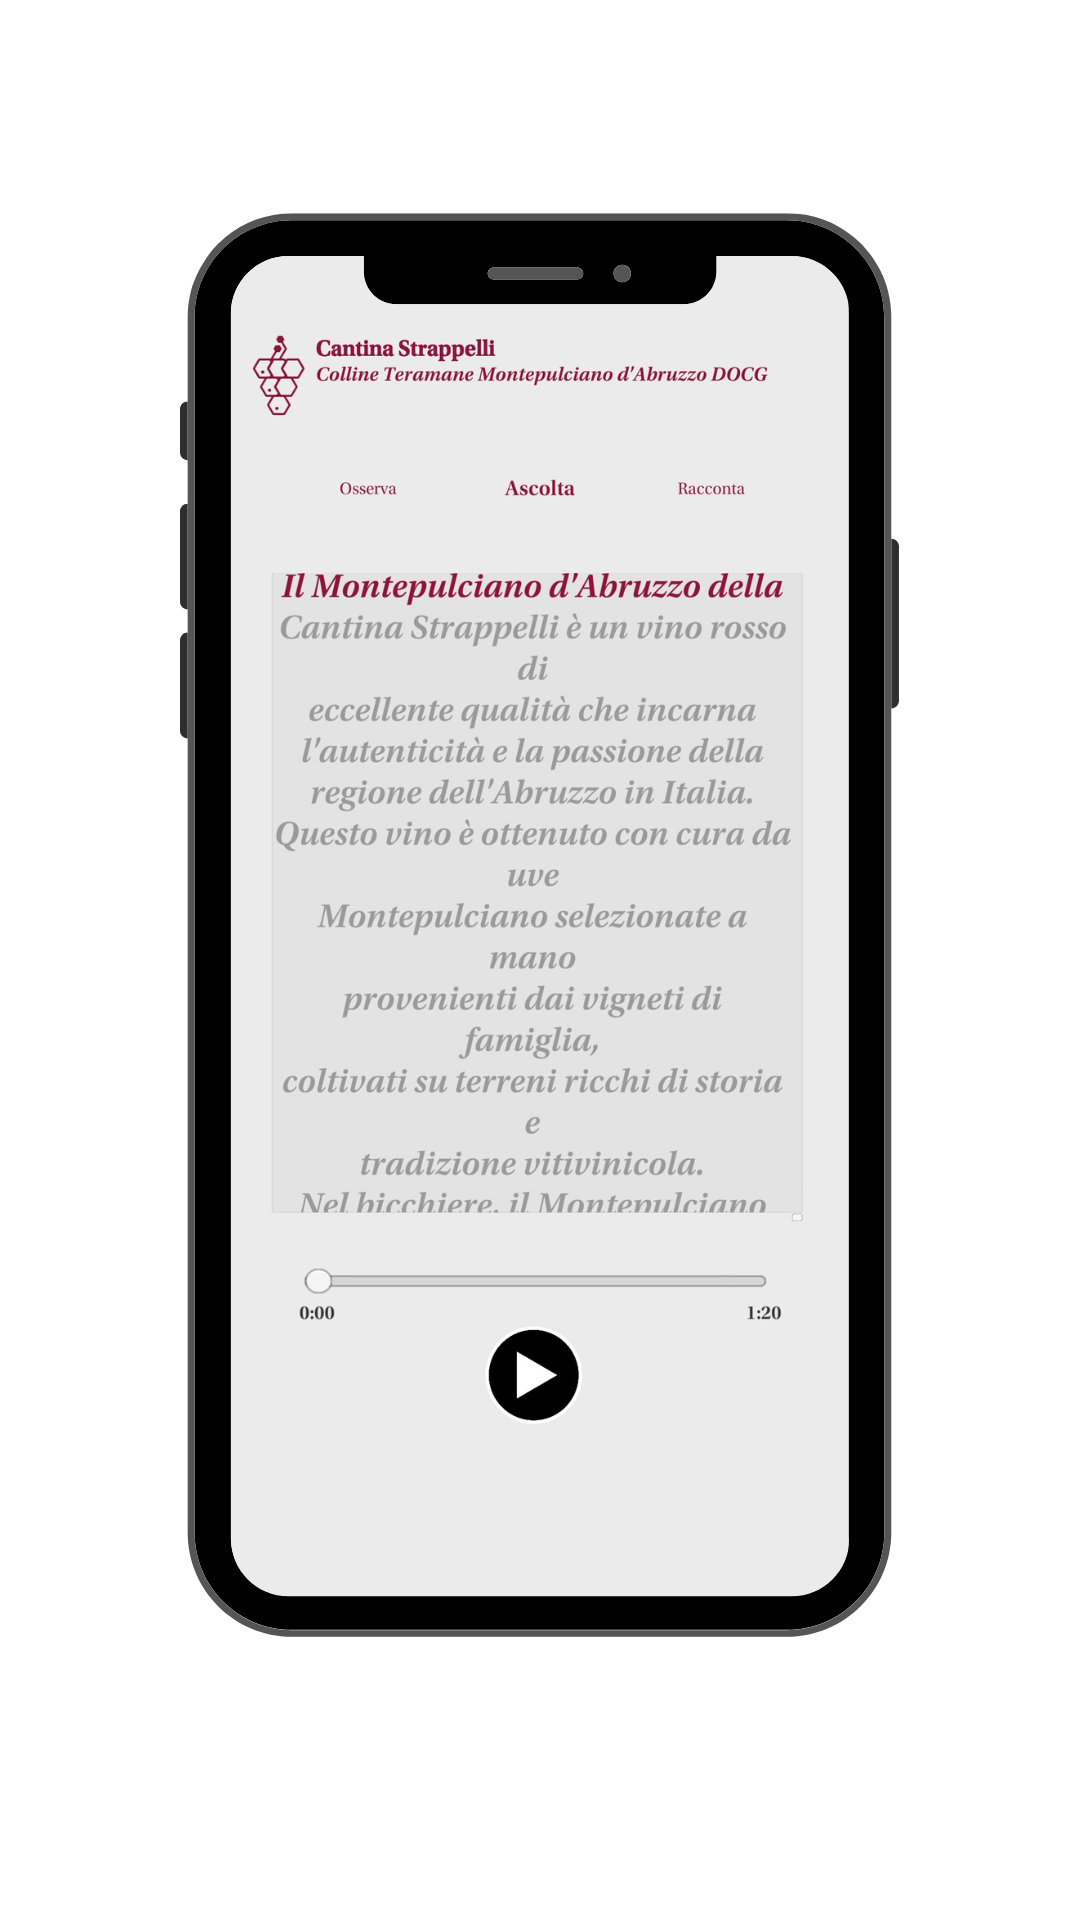 Cantina Strappelli
Colline Teramane Montepulciano d'Abruzzo DOCG
Osserva Ascolta Racconta
Il Montepulciano d'Abruzzo della
Cantina Strappelli è un vino rosso
di
eccellente qualità che incarna
l'autenticità e la passione della
regione dell'Abruzzo in Italia.
Questo vino è ottenuto con cura da
uve
Montepulciano selezionate a
mano
provenienti dai vigneti di
famiglia,
coltivati su terreni ricchi di storia
e
tradizione vitivinicola.
Nel bicchiere, il Montepulciano
0:00 1:20